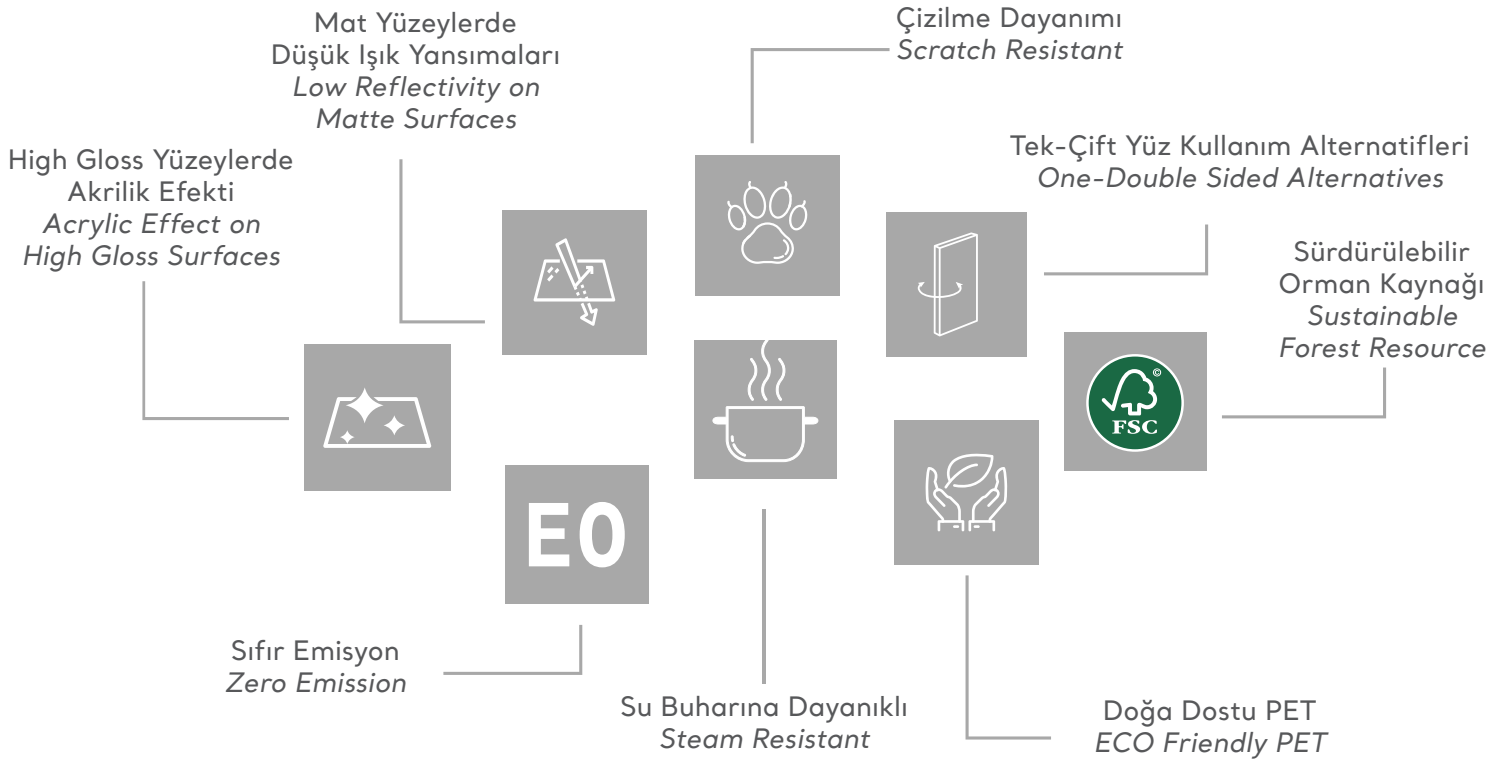 Mat Yüzeylerde
Düşük Işık Yansımaları
Low Reflectivity on
Matte Surfaces
Çizilme Dayanımı
Scratch Resistant
High Gloss Yüzeylerde
Akrilik Efekti
Acrylic Effect on
High Gloss Surfaces
Tek-Çift Yüz Kullanım Alternatifleri
One-Double Sided Alternatives
Sürdürülebilir
Orman Kaynağı
Sustainable
Forest Resource
©
FSC
E0
Sıfır Emisyon
Zero Emission
Su Buharına Dayanıklı
Steam Resistant
Doğa Dostu PET
ECO Friendly PET